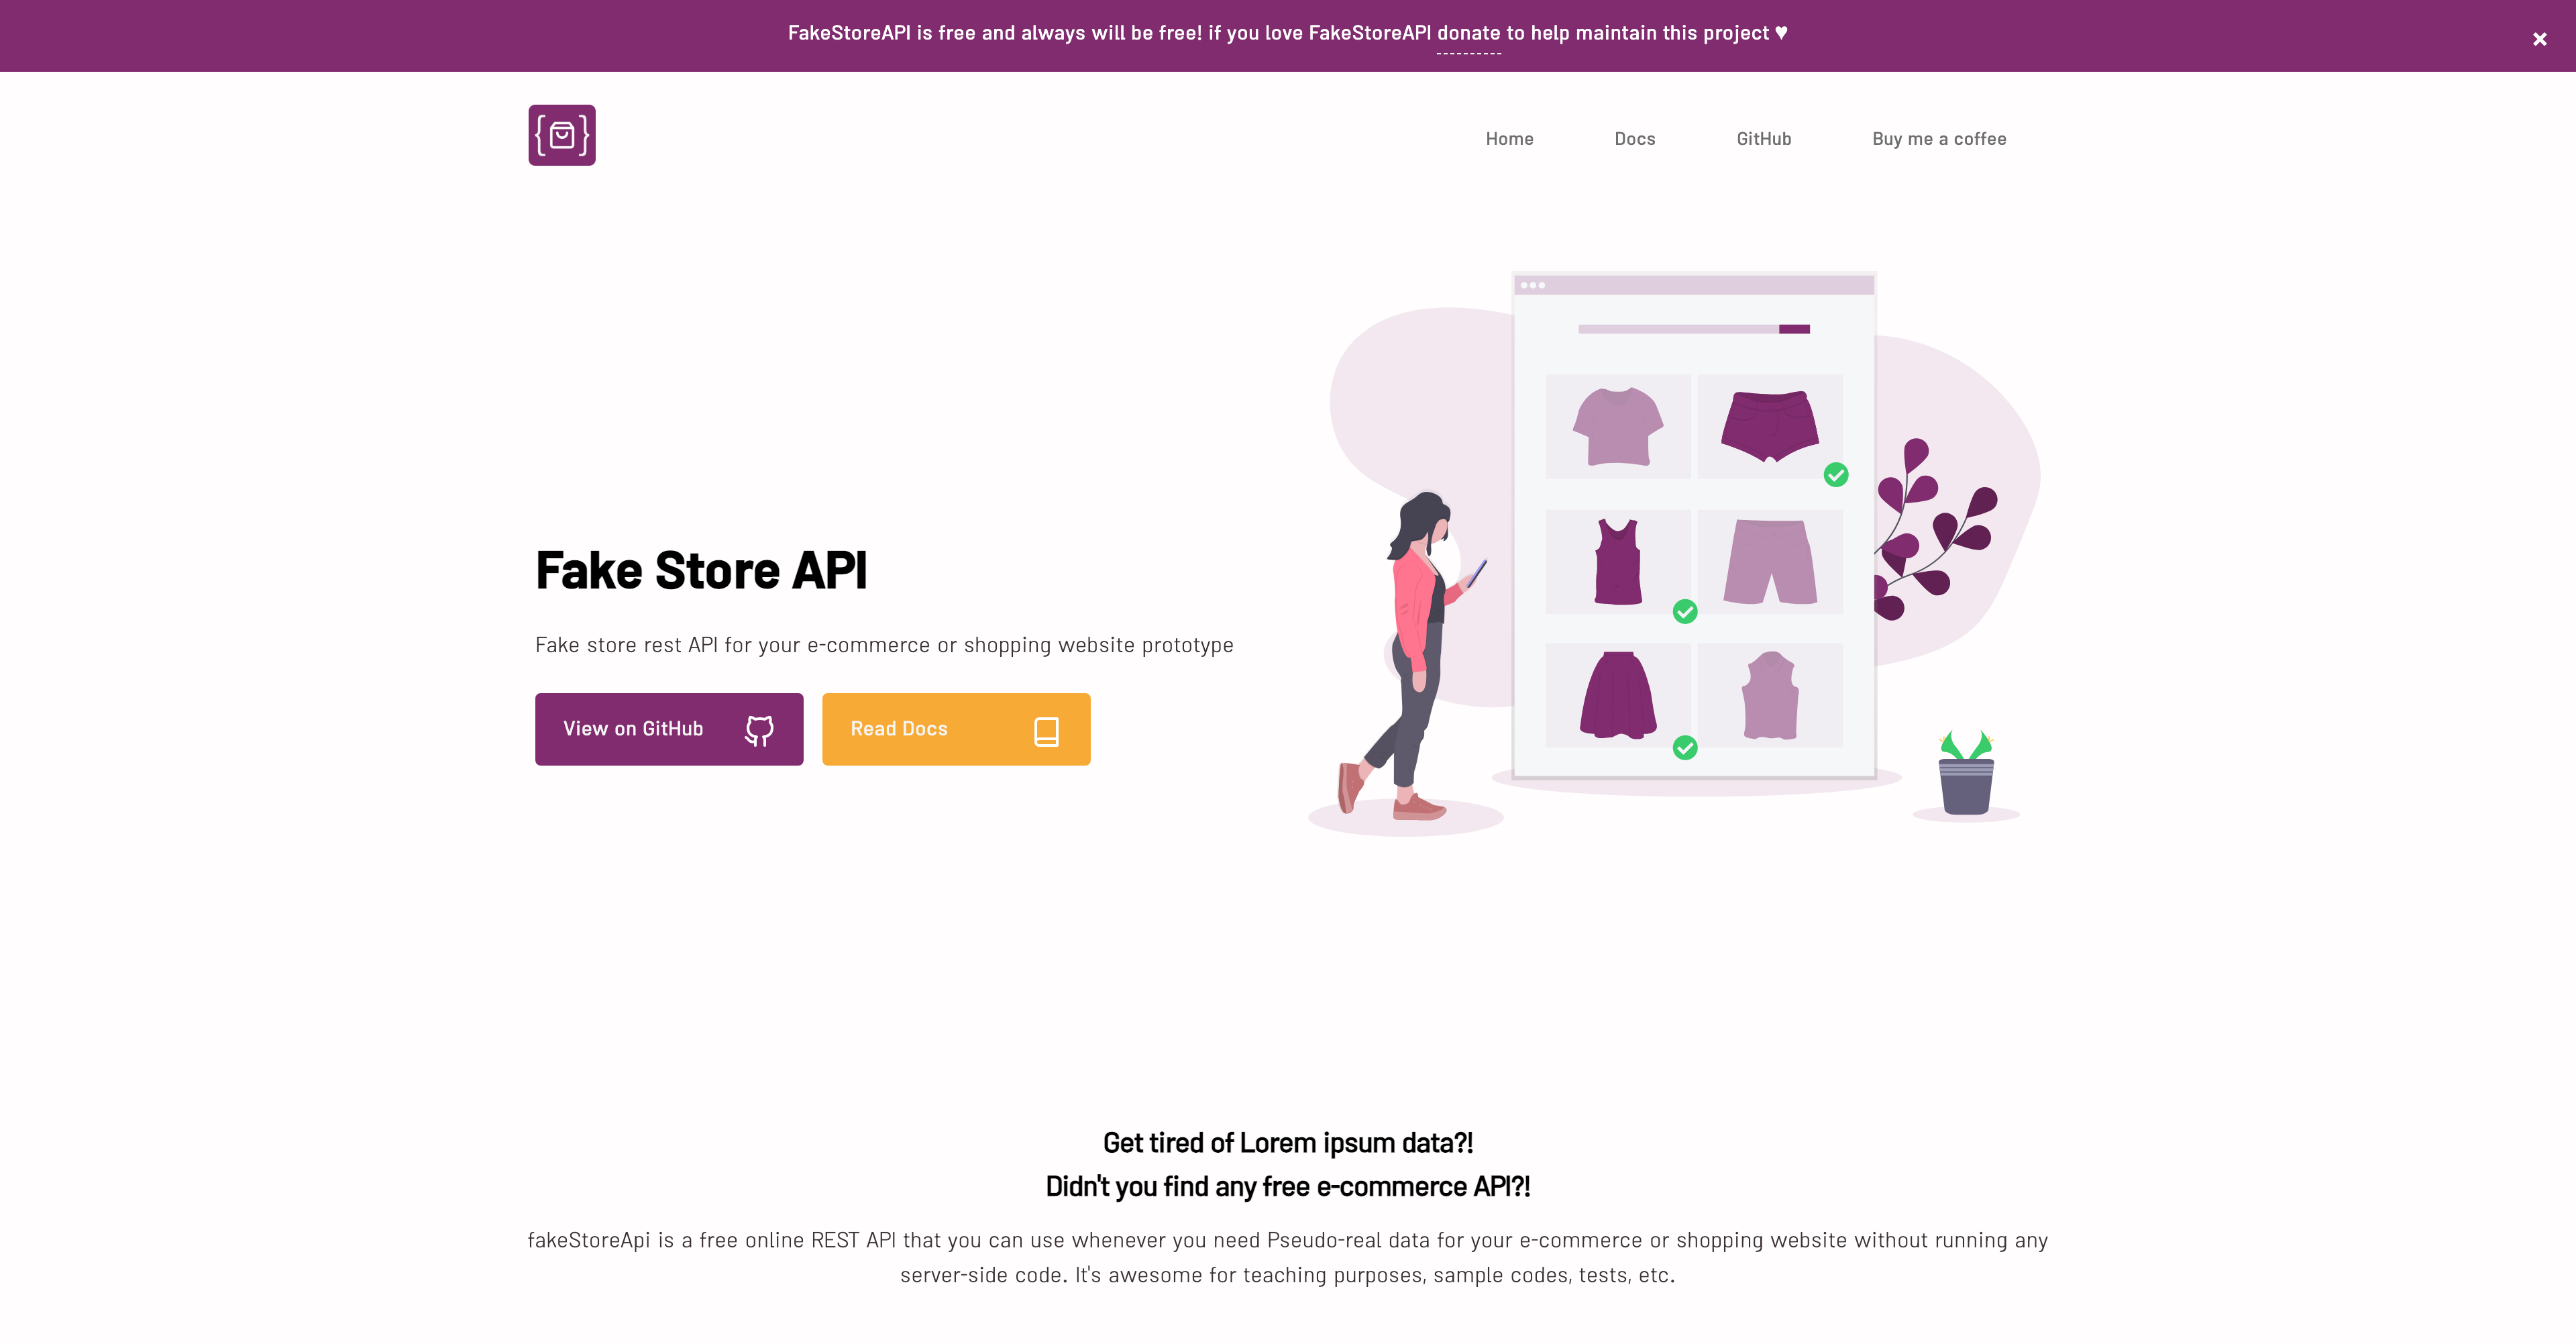 FakeStoreAPI is free and always will be free! if you love FakeStoreAPI donate to help maintain this project ♥
Home
Docs
GitHub
Buy me a coffee
Fake Store API
Fake store rest API for your e-commerce or shopping website prototype
View on GitHub
Read Docs
Get tired of Lorem ipsum data?!
Didn't you find any free e-commerce API?!
fakeStoreApi is a free online REST API that you can use whenever you need Pseudo-real data for your e-commerce or shopping website without running any
server-side code. It's awesome for teaching purposes, sample codes, tests, etc.